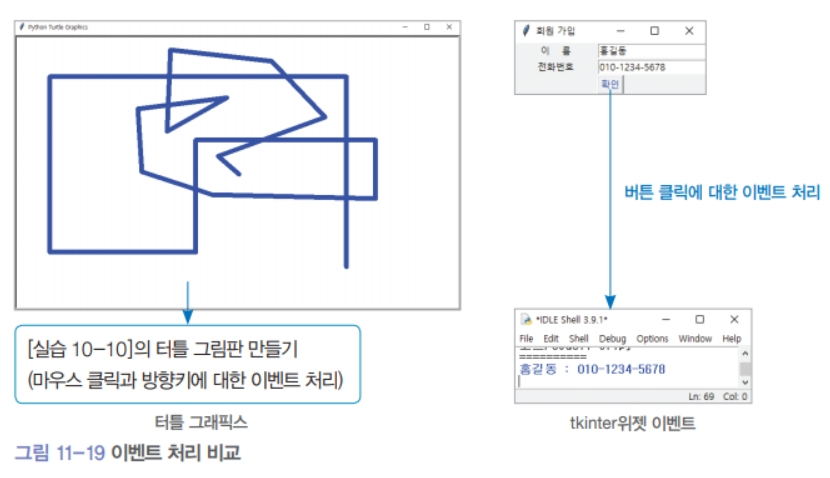 Python Turtle Graphics
[실습 10-10]의 터틀 그림판 만들기
(마우스 클릭과 방향키에 대한 이벤트 처리)
터틀 그래픽스
회원 가입
이 름 홍길동
전화번호 010-1234-5678
확인
버튼 클릭에 대한 이벤트 처리
*IDLE Shell 3.9.1*
File Edit Shell Debug Options Window Help
==========
홈길동 : 010-1234-5678
Ln: 69 Col: 0
tkinter위젯 이벤트
그림 11-19 이벤트 처리 비교